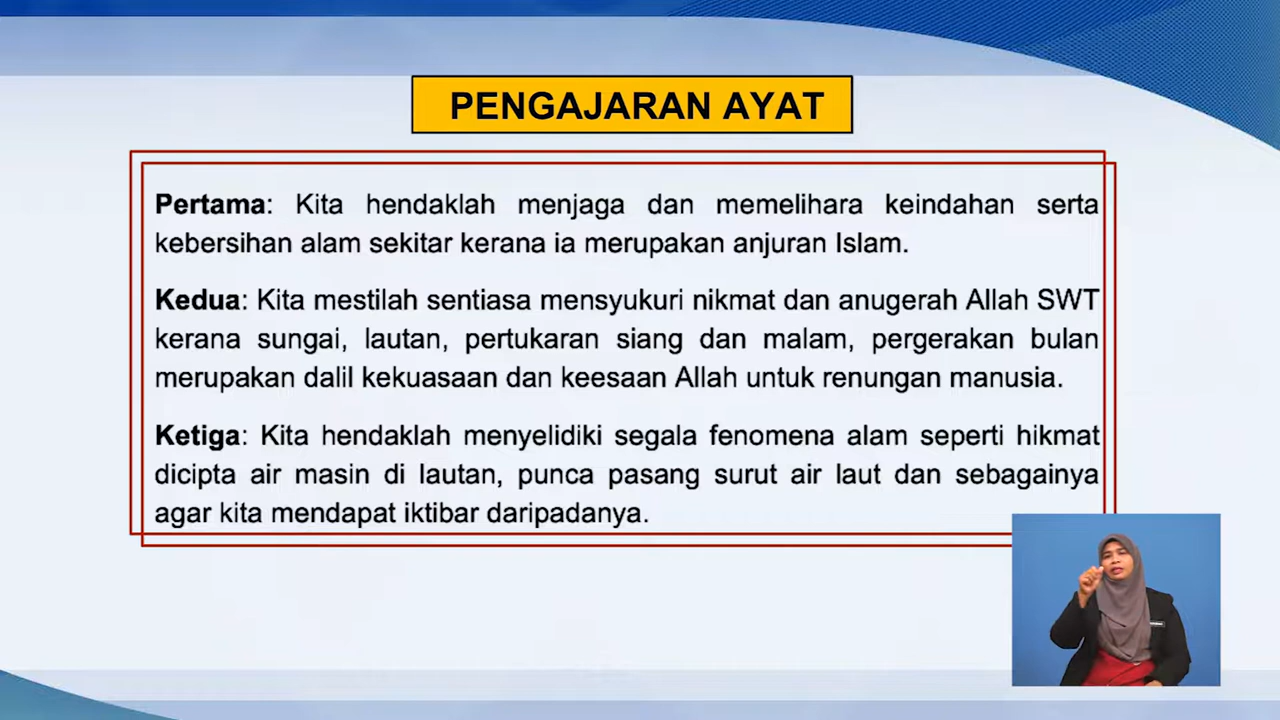 PENGAJARAN AYAT
Pertama: Kita hendaklah menjaga dan memelihara keindahan serta
kebersihan alam sekitar kerana ia merupakan anjuran Islam.
Kedua: Kita mestilah sentiasa mensyukuri nikmat dan anugerah Allah SWT
kerana sungai, lautan, pertukaran siang dan malam, pergerakan bulan
merupakan dalil kekuasaan dan keesaan Allah untuk renungan manusia.
Ketiga: Kita hendaklah menyelidiki segala fenomena alam seperti hikmat
dicipta air masin di lautan, punca pasang surut air laut dan sebagainya
agar kita mendapat iktibar daripadanya.